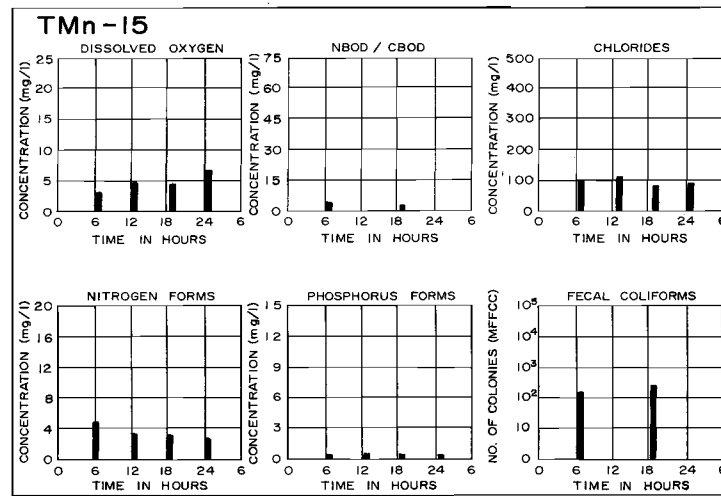 TMn-15
DISSOLVED OXYGEN
CONCENTRATION (mg/l)
25
20
15
10
5
0
0 6 12 18 24 6
TIME IN HOURS
NBOD / CBOD
CONCENTRATION (mg/l)
75
60
45
30
15
0
0 6 12 18 24 6
TIME IN HOURS
CHLORIDES
CONCENTRATION (mg/l)
500
400
300
200
100
0
0 6 12 18 24 6
TIME IN HOURS
NITROGEN FORMS
CONCENTRATION (mg/l)
20
16
12
8
4
0
0 6 12 18 24 6
TIME IN HOURS
PHOSPHORUS FORMS
CONCENTRATION (mg/l)
15
12
9
6
3
0
0 6 12 18 24 6
TIME IN HOURS
FECAL COLIFORMS
NO. OF COLONIES (MFFCC)
10⁵
10⁴
10³
10²
10
0
0 6 12 18 24 6
TIME IN HOURS